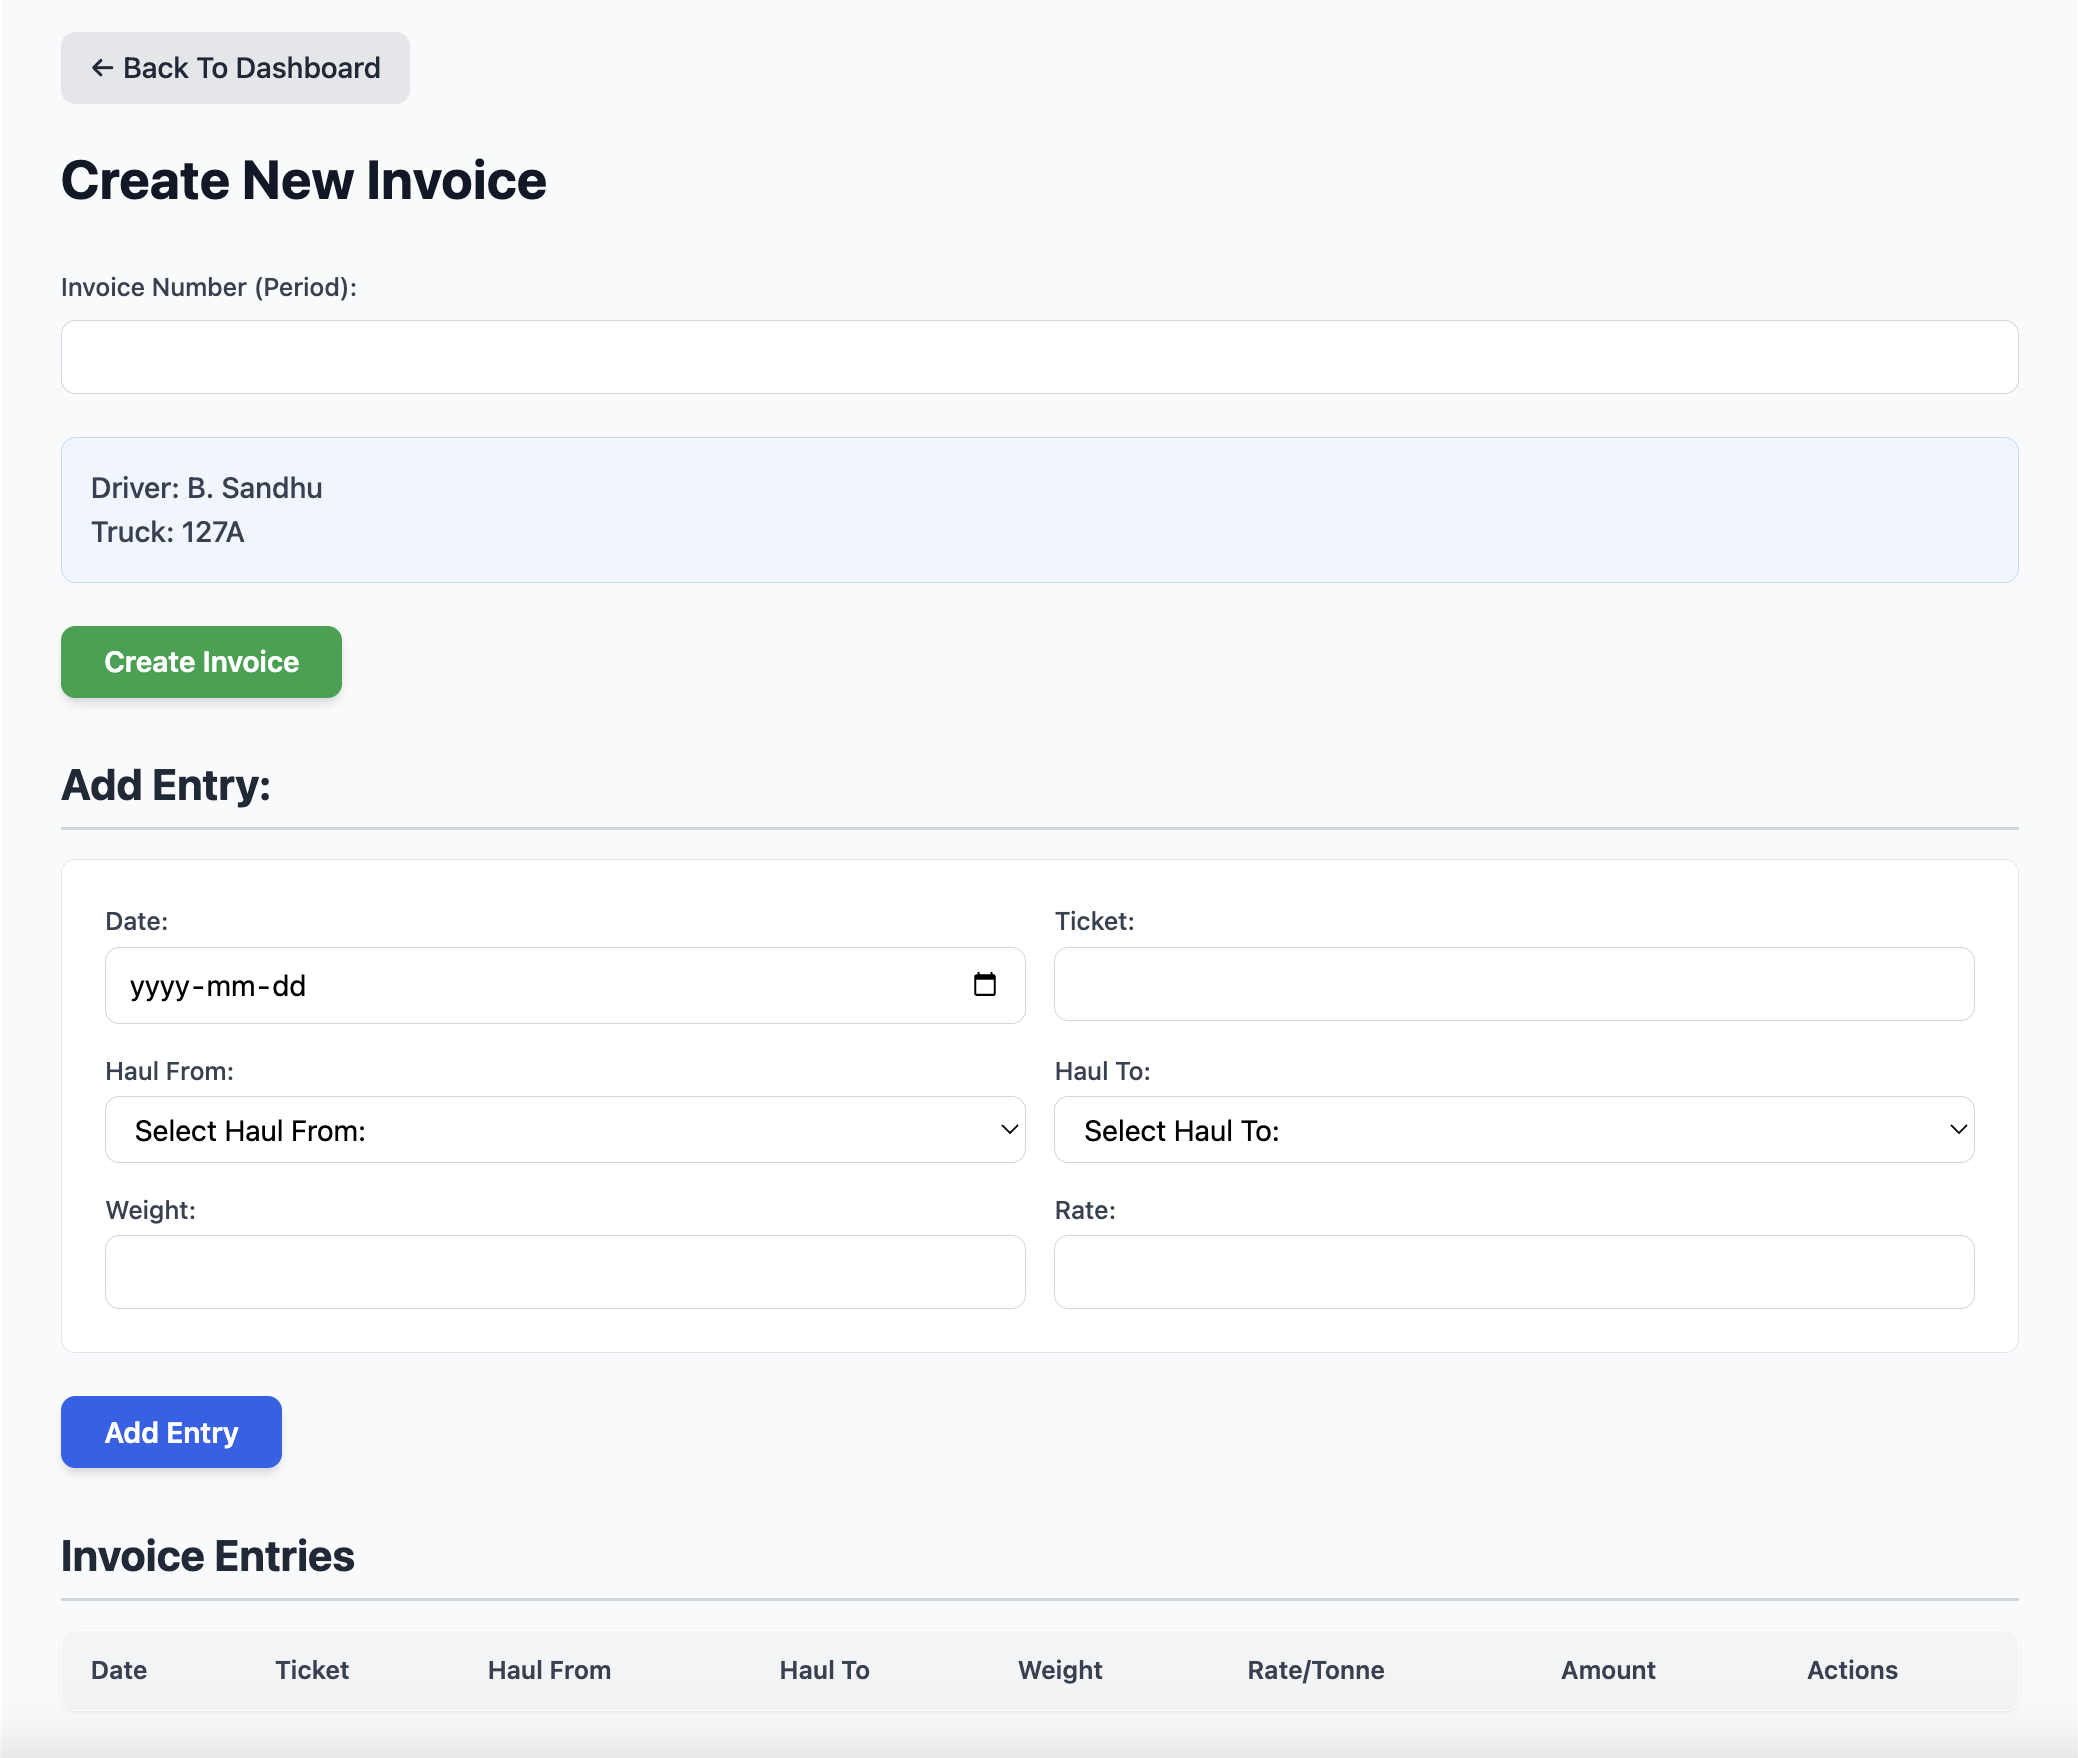 ← Back To Dashboard
Create New Invoice
Invoice Number (Period):
Driver: B. Sandhu
Truck: 127A
Create Invoice
Add Entry:
Date: Ticket:
yyyy-mm-dd
Haul From: Haul To:
Select Haul From: Select Haul To:
Weight: Rate:
Add Entry
Invoice Entries
Date Ticket Haul From Haul To Weight Rate/Tonne Amount Actions